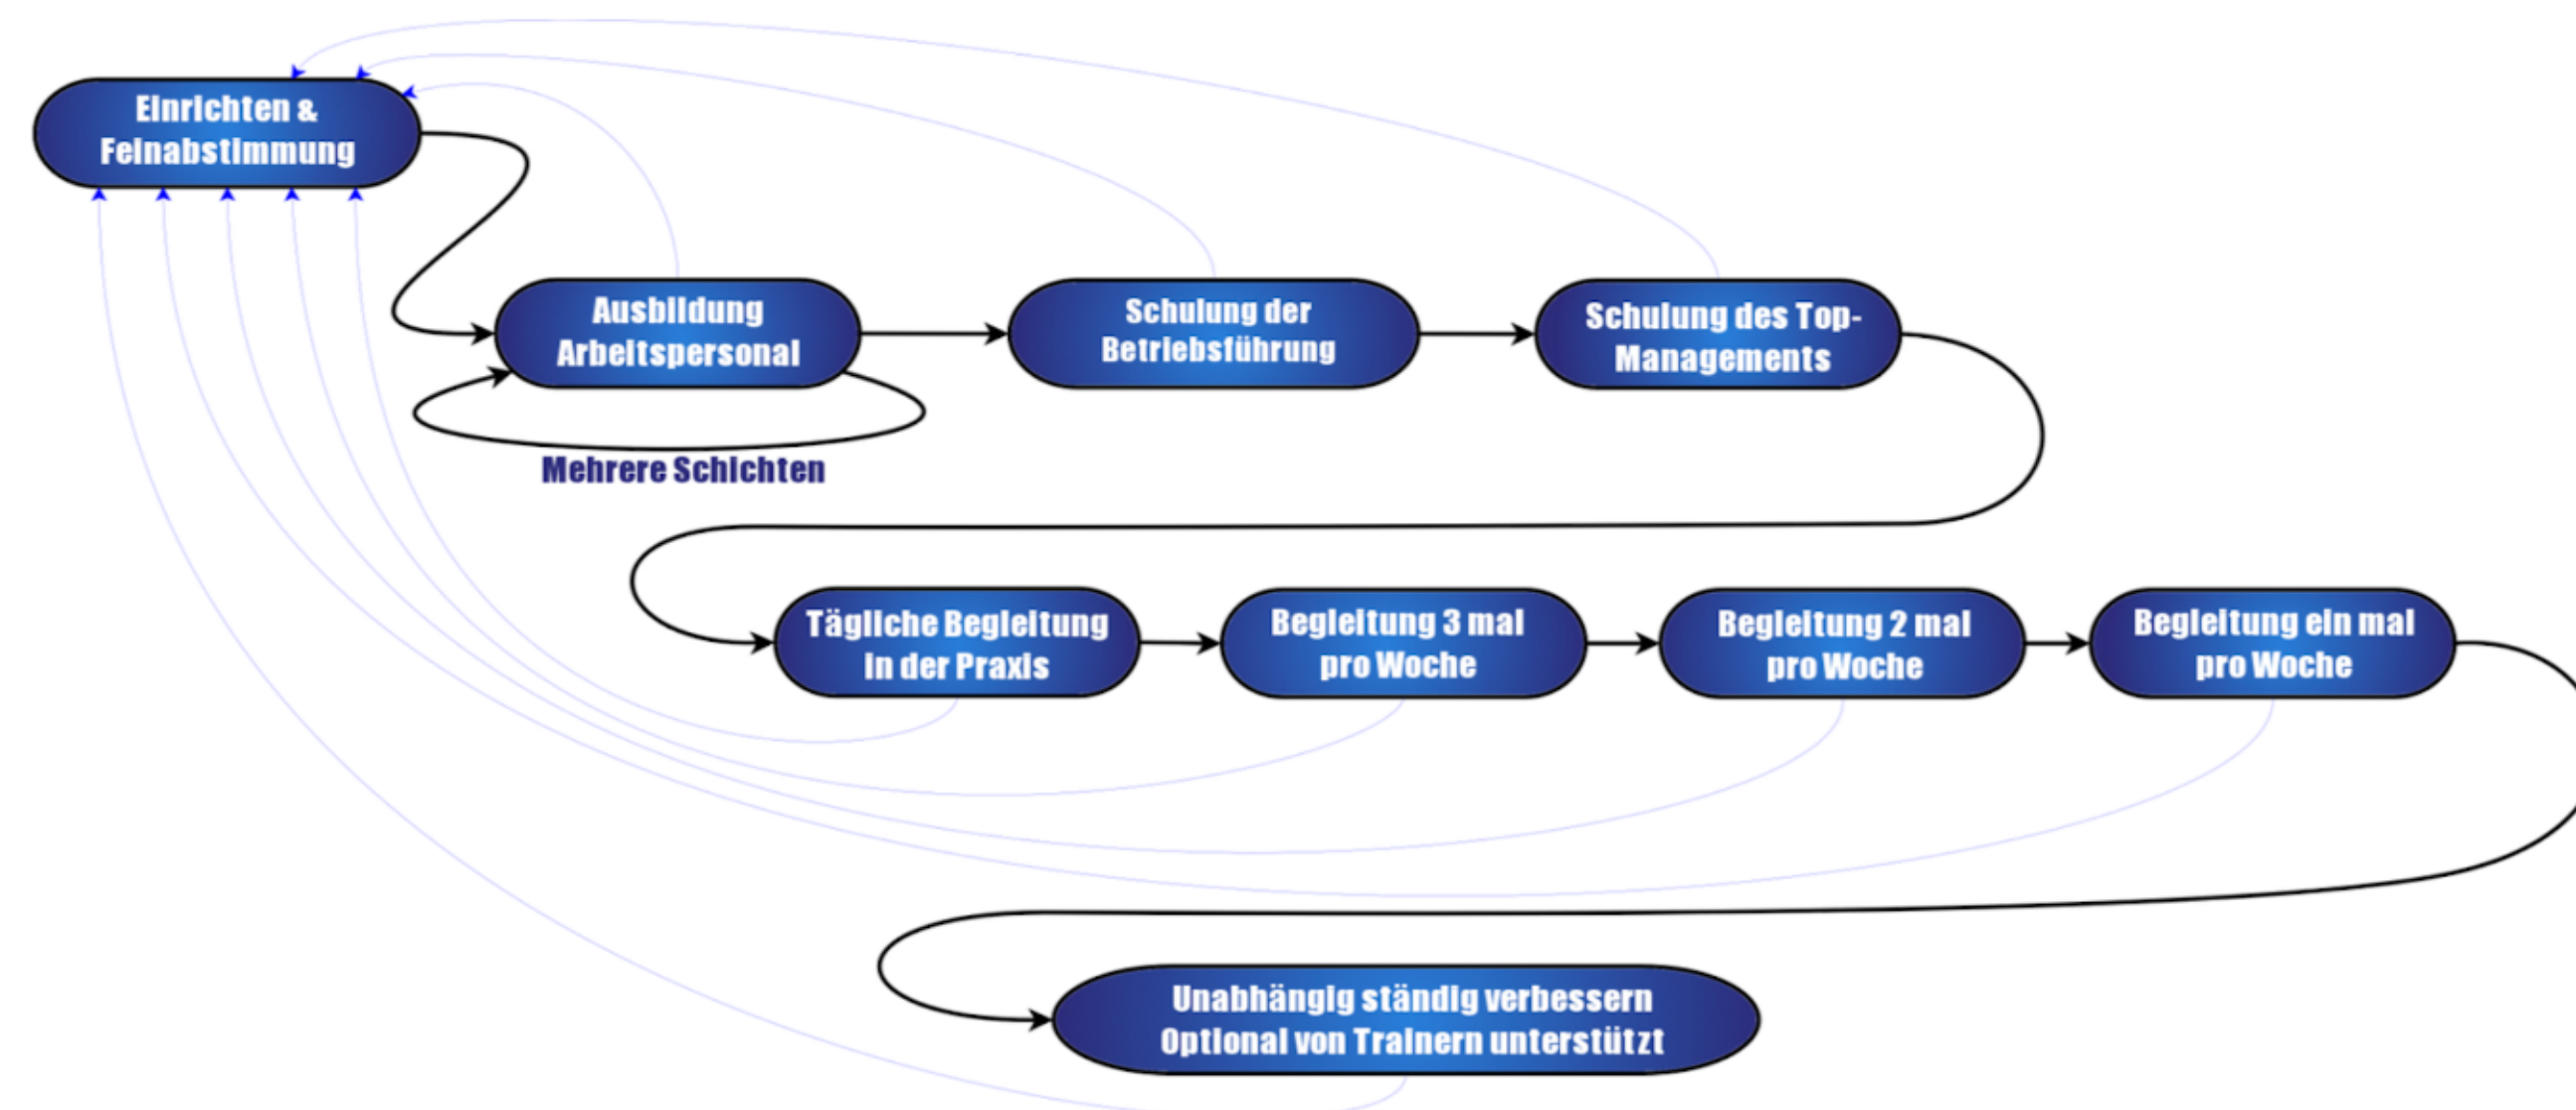 Einrichten &
Feinabstimmung
Ausbildung
Arbeitspersonal
Schulung der
Betriebsführung
Schulung des Top-
Managements
Mehrere Schichten
Tägliche Begleitung
in der Praxis
Begleitung 3 mal
pro Woche
Begleitung 2 mal
pro Woche
Begleitung ein mal
pro Woche
Unabhängig ständig verbessern
Optional von Trainern unterstützt